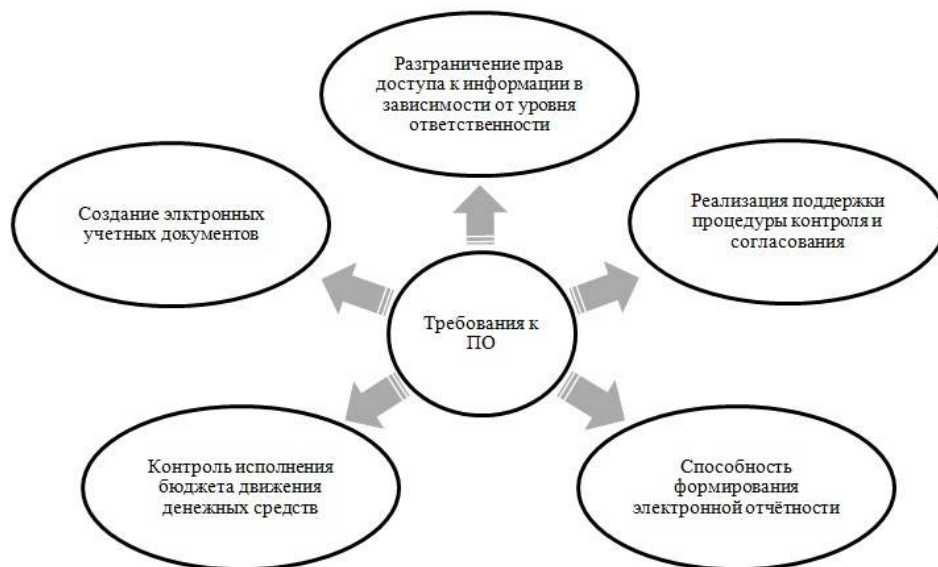 Разграничение прав
доступа к информации в
зависимости от уровня
ответственности
Создание элктронных
учетных документов
Реализация поддержки
процедуры контроля и
согласования
Требования к
ПО
Контроль исполнения
бюджета движения
денежных средств
Способность
формирования
электронной отчётности